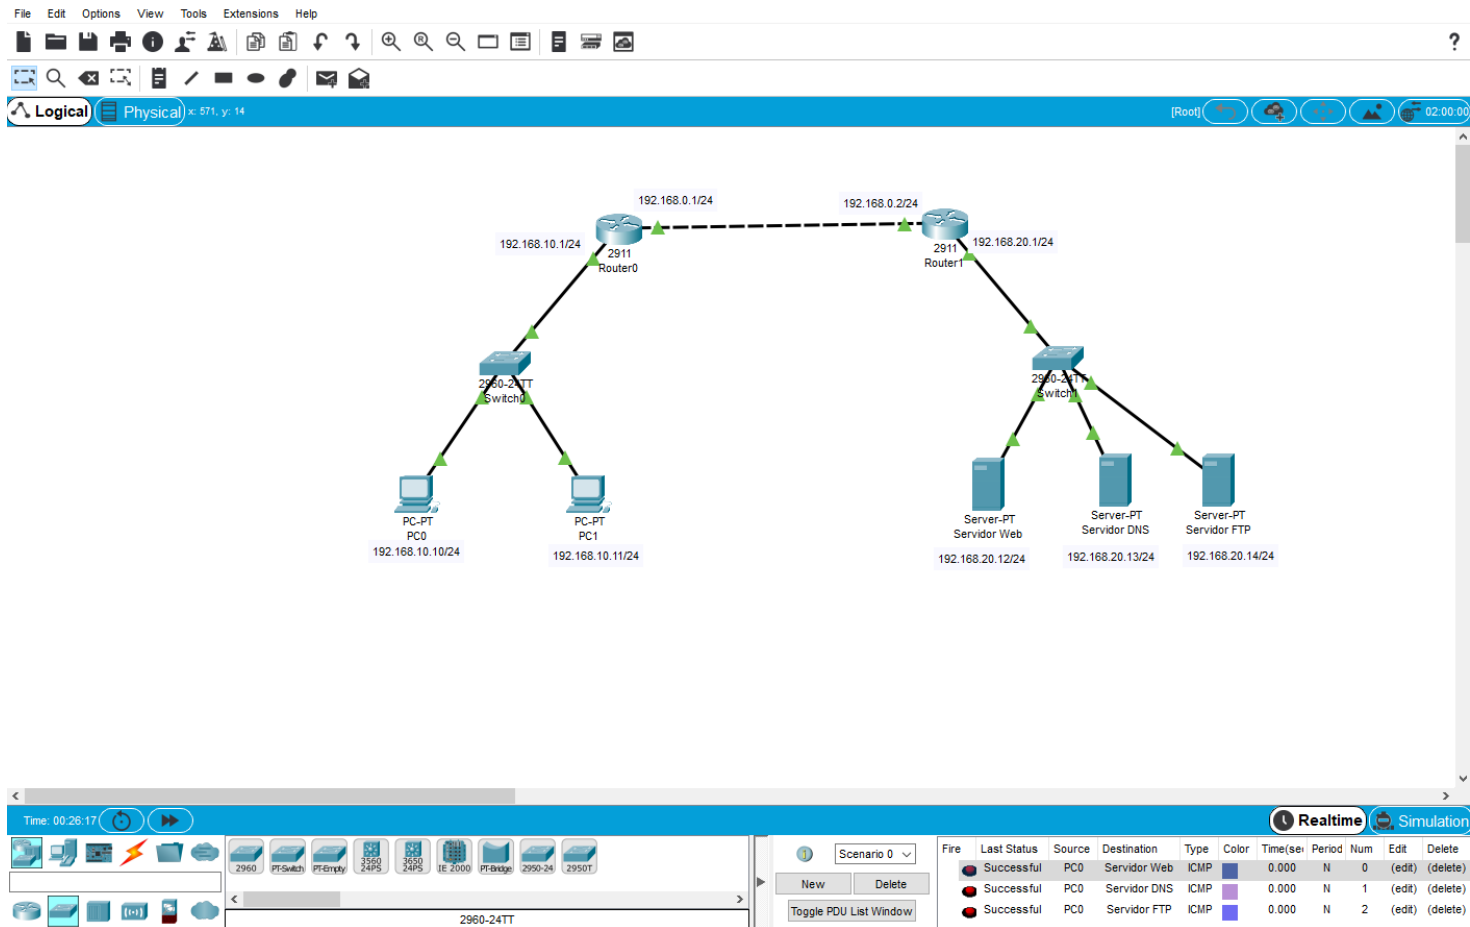 File Edit Options View Tools Extensions Help
?
Logical Physical x: 571, y: 14 [Root] 02:00:00
192.168.0.1/24
192.168.0.2/24
192.168.10.1/24
192.168.20.1/24
2911
Router0
2911
Router1
2960-24TT
Switch0
2960-24TT
Switch1
PC-PT
PC0
192.168.10.10/24
PC-PT
PC1
192.168.10.11/24
Server-PT
Servidor Web
192.168.20.12/24
Server-PT
Servidor DNS
192.168.20.13/24
Server-PT
Servidor FTP
192.168.20.14/24
Time: 00:26:17
Realtime Simulation
2960 PT-Switch PT-Empty 3560 24PS 3650 24PS IE 2000 PT-Bridge 2950-24 2950T
2960-24TT
Scenario 0
New Delete
Toggle PDU List Window
Fire Last Status Source Destination Type Color Time(sec Period Num Edit Delete
Successful PC0 Servidor Web ICMP 0.000 N 0 (edit) (delete)
Successful PC0 Servidor DNS ICMP 0.000 N 1 (edit) (delete)
Successful PC0 Servidor FTP ICMP 0.000 N 2 (edit) (delete)